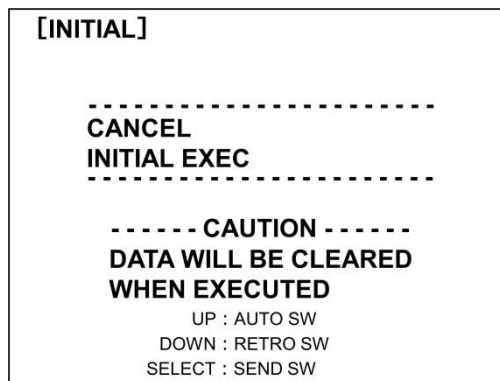 [INITIAL]
- - - - - - - - - - - - - - - - - - - - - - - -
CANCEL
INITIAL EXEC
- - - - - - - - - - - - - - - - - - - - - - - -
- - - - - - CAUTION - - - - - -
DATA WILL BE CLEARED
WHEN EXECUTED
UP : AUTO SW
DOWN : RETRO SW
SELECT : SEND SW